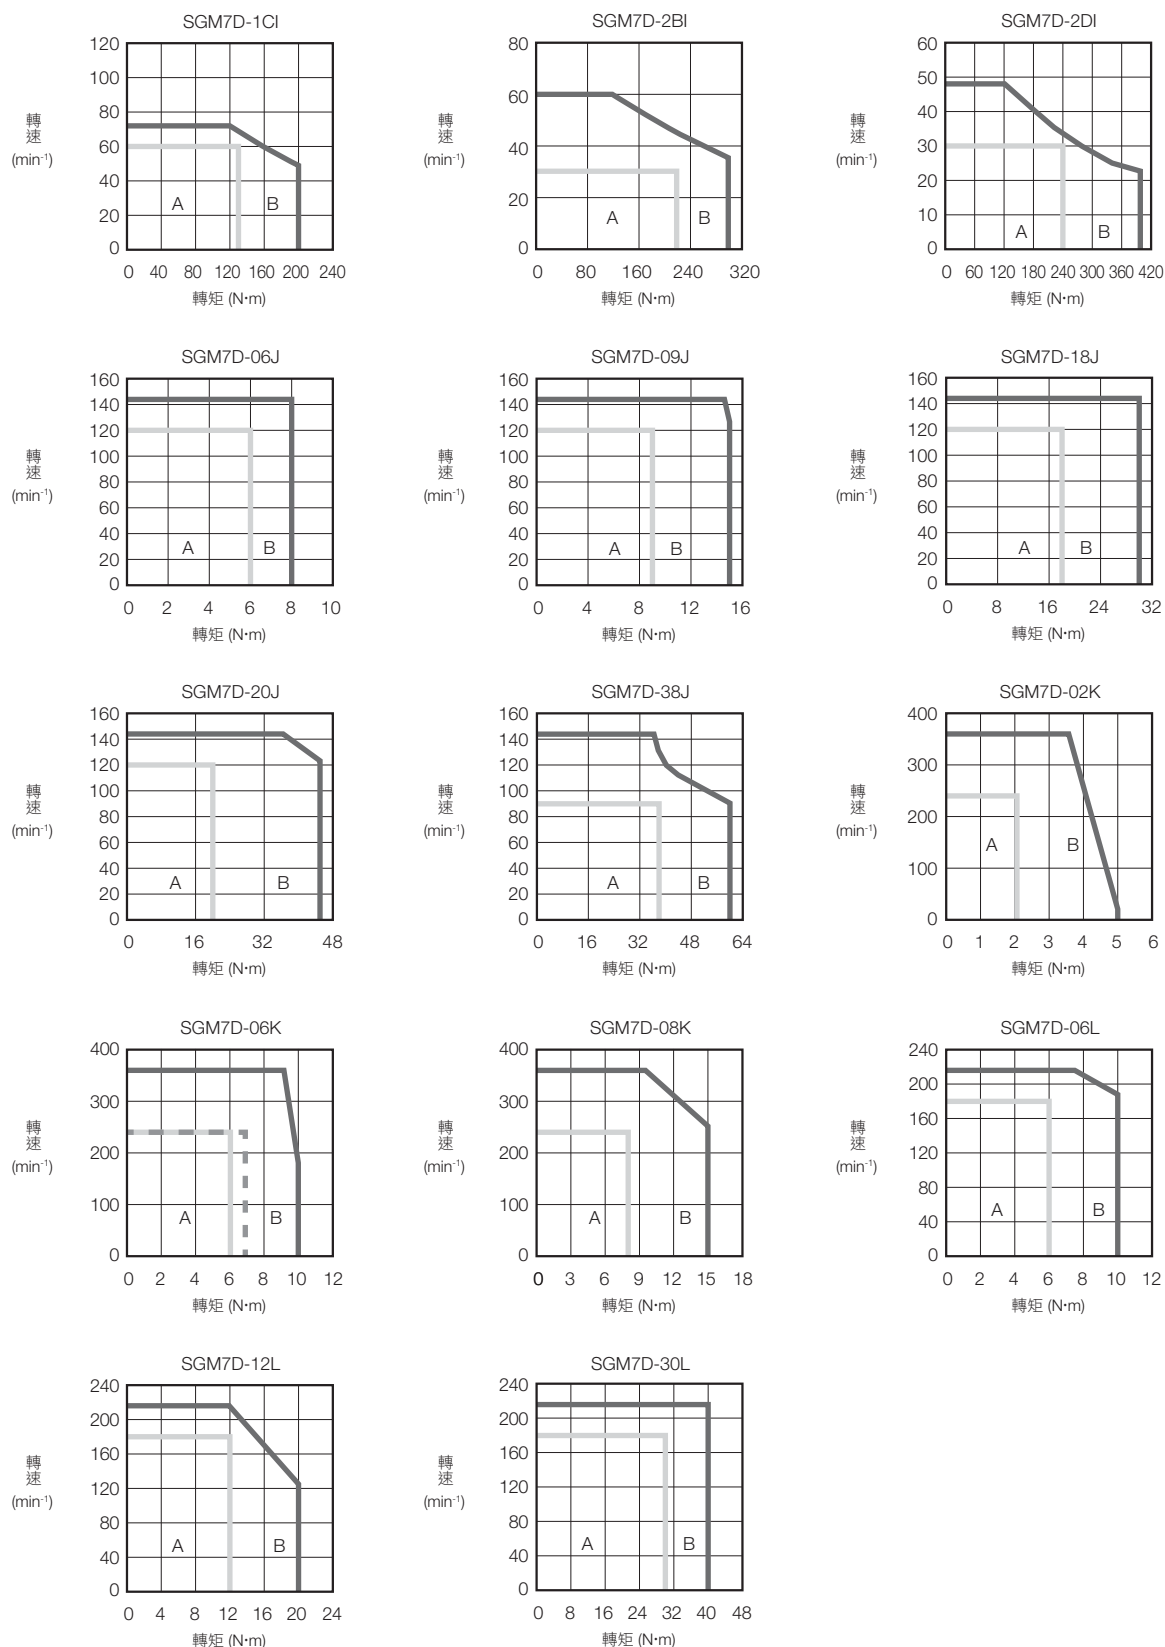 SGM7D-1CI
120
100
80
60
40
20
0
轉速
(min-1)
A
B
0 40 80 120 160 200 240
轉矩 (N•m)
SGM7D-2BI
80
60
40
20
0
轉速
(min-1)
A
B
0 80 160 240 320
轉矩 (N•m)
SGM7D-2DI
60
50
40
30
20
10
0
轉速
(min-1)
A
B
0 60 120 180 240 300 360 420
轉矩 (N•m)
SGM7D-06J
160
140
120
100
80
60
40
20
0
轉速
(min-1)
A
B
0 2 4 6 8 10
轉矩 (N•m)
SGM7D-09J
160
140
120
100
80
60
40
20
0
轉速
(min-1)
A
B
0 4 8 12 16
轉矩 (N•m)
SGM7D-18J
160
140
120
100
80
60
40
20
0
轉速
(min-1)
A
B
0 8 16 24 32
轉矩 (N•m)
SGM7D-20J
160
140
120
100
80
60
40
20
0
轉速
(min-1)
A
B
0 16 32 48
轉矩 (N•m)
SGM7D-38J
160
140
120
100
80
60
40
20
0
轉速
(min-1)
A
B
0 16 32 48 64
轉矩 (N•m)
SGM7D-02K
400
300
200
100
0
轉速
(min-1)
A
B
0 1 2 3 4 5 6
轉矩 (N•m)
SGM7D-06K
400
300
200
100
0
轉速
(min-1)
A
B
0 2 4 6 8 10 12
轉矩 (N•m)
SGM7D-08K
400
300
200
100
0
轉速
(min-1)
A
B
0 3 6 9 12 15 18
轉矩 (N•m)
SGM7D-06L
240
200
160
120
80
40
0
轉速
(min-1)
A
B
0 2 4 6 8 10 12
轉矩 (N•m)
SGM7D-12L
240
200
160
120
80
40
0
轉速
(min-1)
A
B
0 4 8 12 16 20 24
轉矩 (N•m)
SGM7D-30L
240
200
160
120
80
40
0
轉速
(min-1)
A
B
0 8 16 24 32 40 48
轉矩 (N•m)